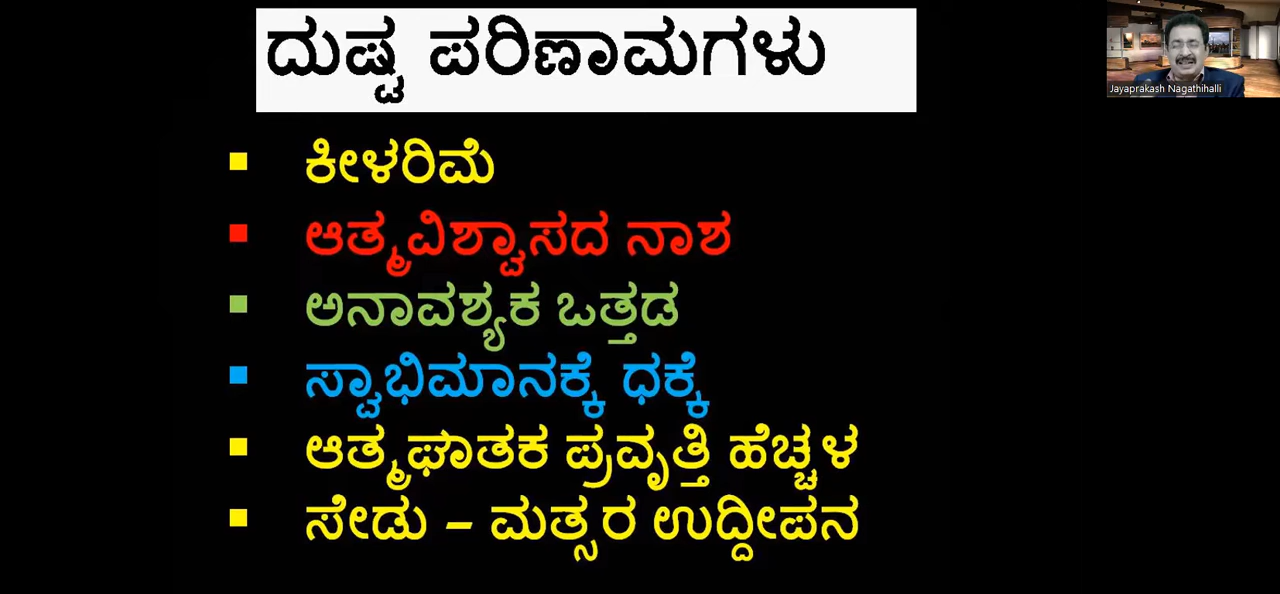 ದುಷ್ಟ ಪರಿಣಾಮಗಳು
Jayaprakash Nagathihalli
▪ ಕೀಳರಿಮೆ
▪ ಆತ್ಮವಿಶ್ವಾಸದ ನಾಶ
▪ ಅನಾವಶ್ಯಕ ಒತ್ತಡ
▪ ಸ್ವಾಭಿಮಾನಕ್ಕೆ ಧಕ್ಕೆ
▪ ಆತ್ಮಘಾತಕ ಪ್ರವೃತ್ತಿ ಹೆಚ್ಚಳ
▪ ಸೇಡು – ಮತ್ಸರ ಉದ್ದೀಪನ